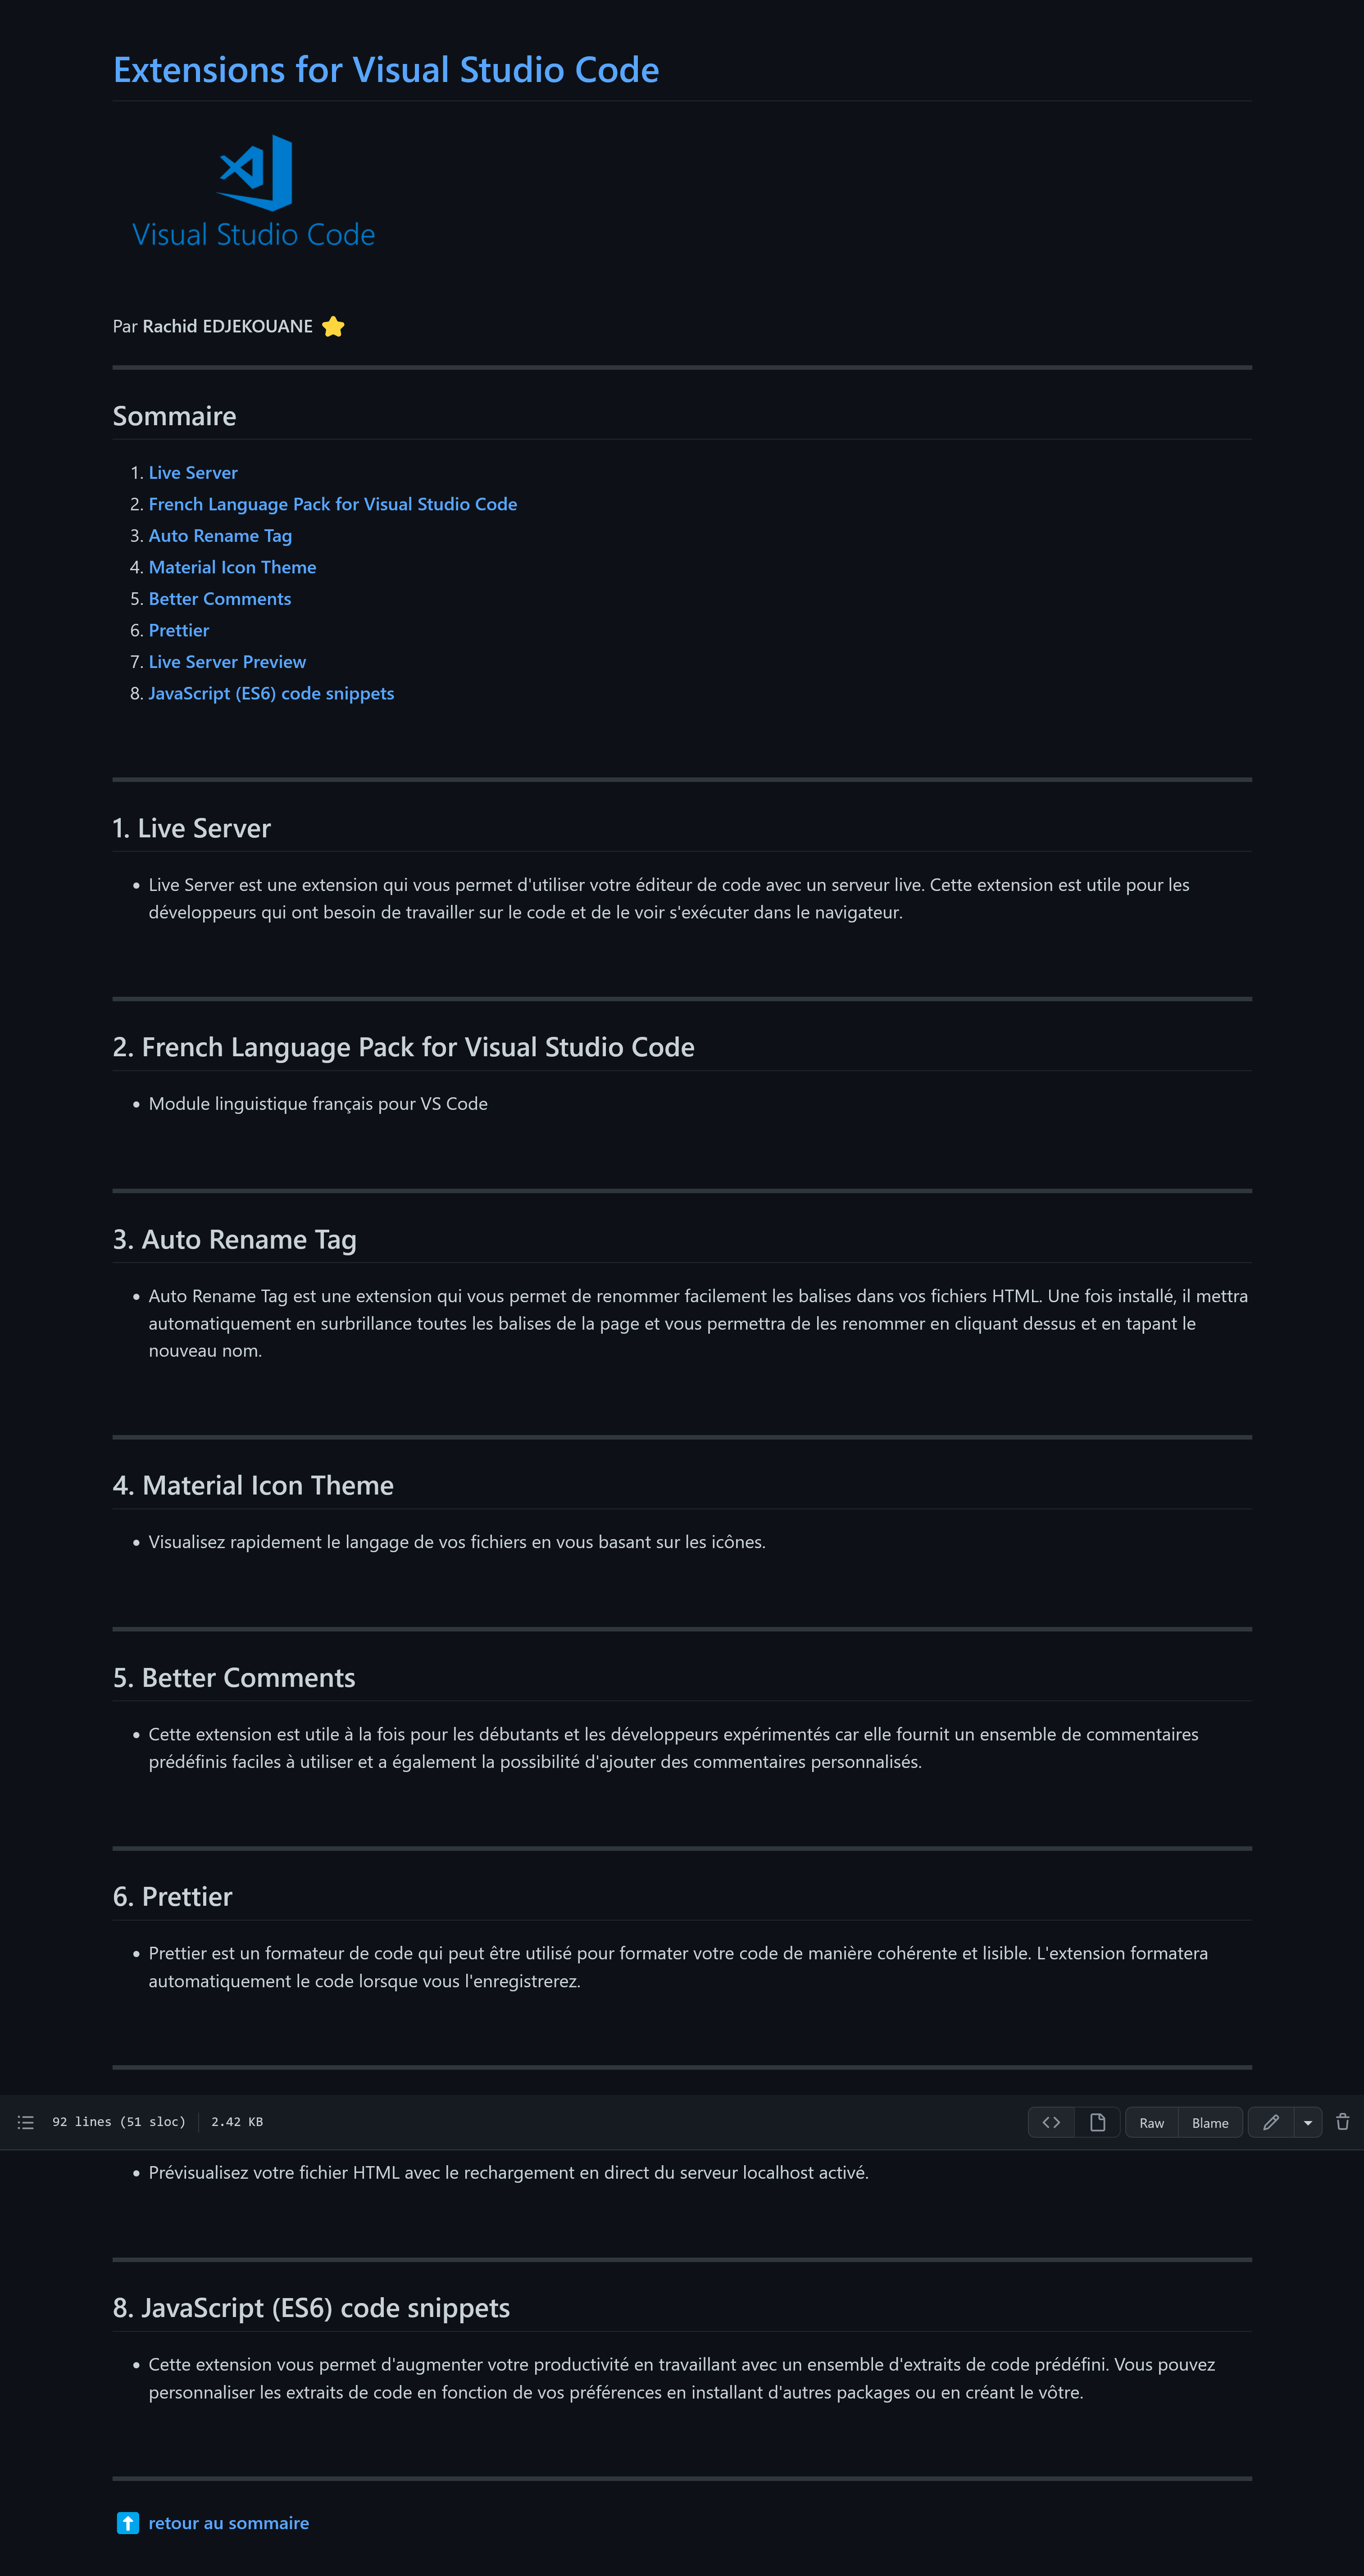 Extensions for Visual Studio Code
Visual Studio Code
Par Rachid EDJEKOUANE ⭐
Sommaire
1. Live Server
2. French Language Pack for Visual Studio Code
3. Auto Rename Tag
4. Material Icon Theme
5. Better Comments
6. Prettier
7. Live Server Preview
8. JavaScript (ES6) code snippets
1. Live Server
• Live Server est une extension qui vous permet d'utiliser votre éditeur de code avec un serveur live. Cette extension est utile pour les
développeurs qui ont besoin de travailler sur le code et de le voir s'exécuter dans le navigateur.
2. French Language Pack for Visual Studio Code
• Module linguistique français pour VS Code
3. Auto Rename Tag
• Auto Rename Tag est une extension qui vous permet de renommer facilement les balises dans vos fichiers HTML. Une fois installé, il mettra
automatiquement en surbrillance toutes les balises de la page et vous permettra de les renommer en cliquant dessus et en tapant le
nouveau nom.
4. Material Icon Theme
• Visualisez rapidement le langage de vos fichiers en vous basant sur les icônes.
5. Better Comments
• Cette extension est utile à la fois pour les débutants et les développeurs expérimentés car elle fournit un ensemble de commentaires
prédéfinis faciles à utiliser et a également la possibilité d'ajouter des commentaires personnalisés.
6. Prettier
• Prettier est un formateur de code qui peut être utilisé pour formater votre code de manière cohérente et lisible. L'extension formatera
automatiquement le code lorsque vous l'enregistrerez.
92 lines (51 sloc) 2.42 KB Raw Blame
• Prévisualisez votre fichier HTML avec le rechargement en direct du serveur localhost activé.
8. JavaScript (ES6) code snippets
• Cette extension vous permet d'augmenter votre productivité en travaillant avec un ensemble d'extraits de code prédéfini. Vous pouvez
personnaliser les extraits de code en fonction de vos préférences en installant d'autres packages ou en créant le vôtre.
⬆ retour au sommaire